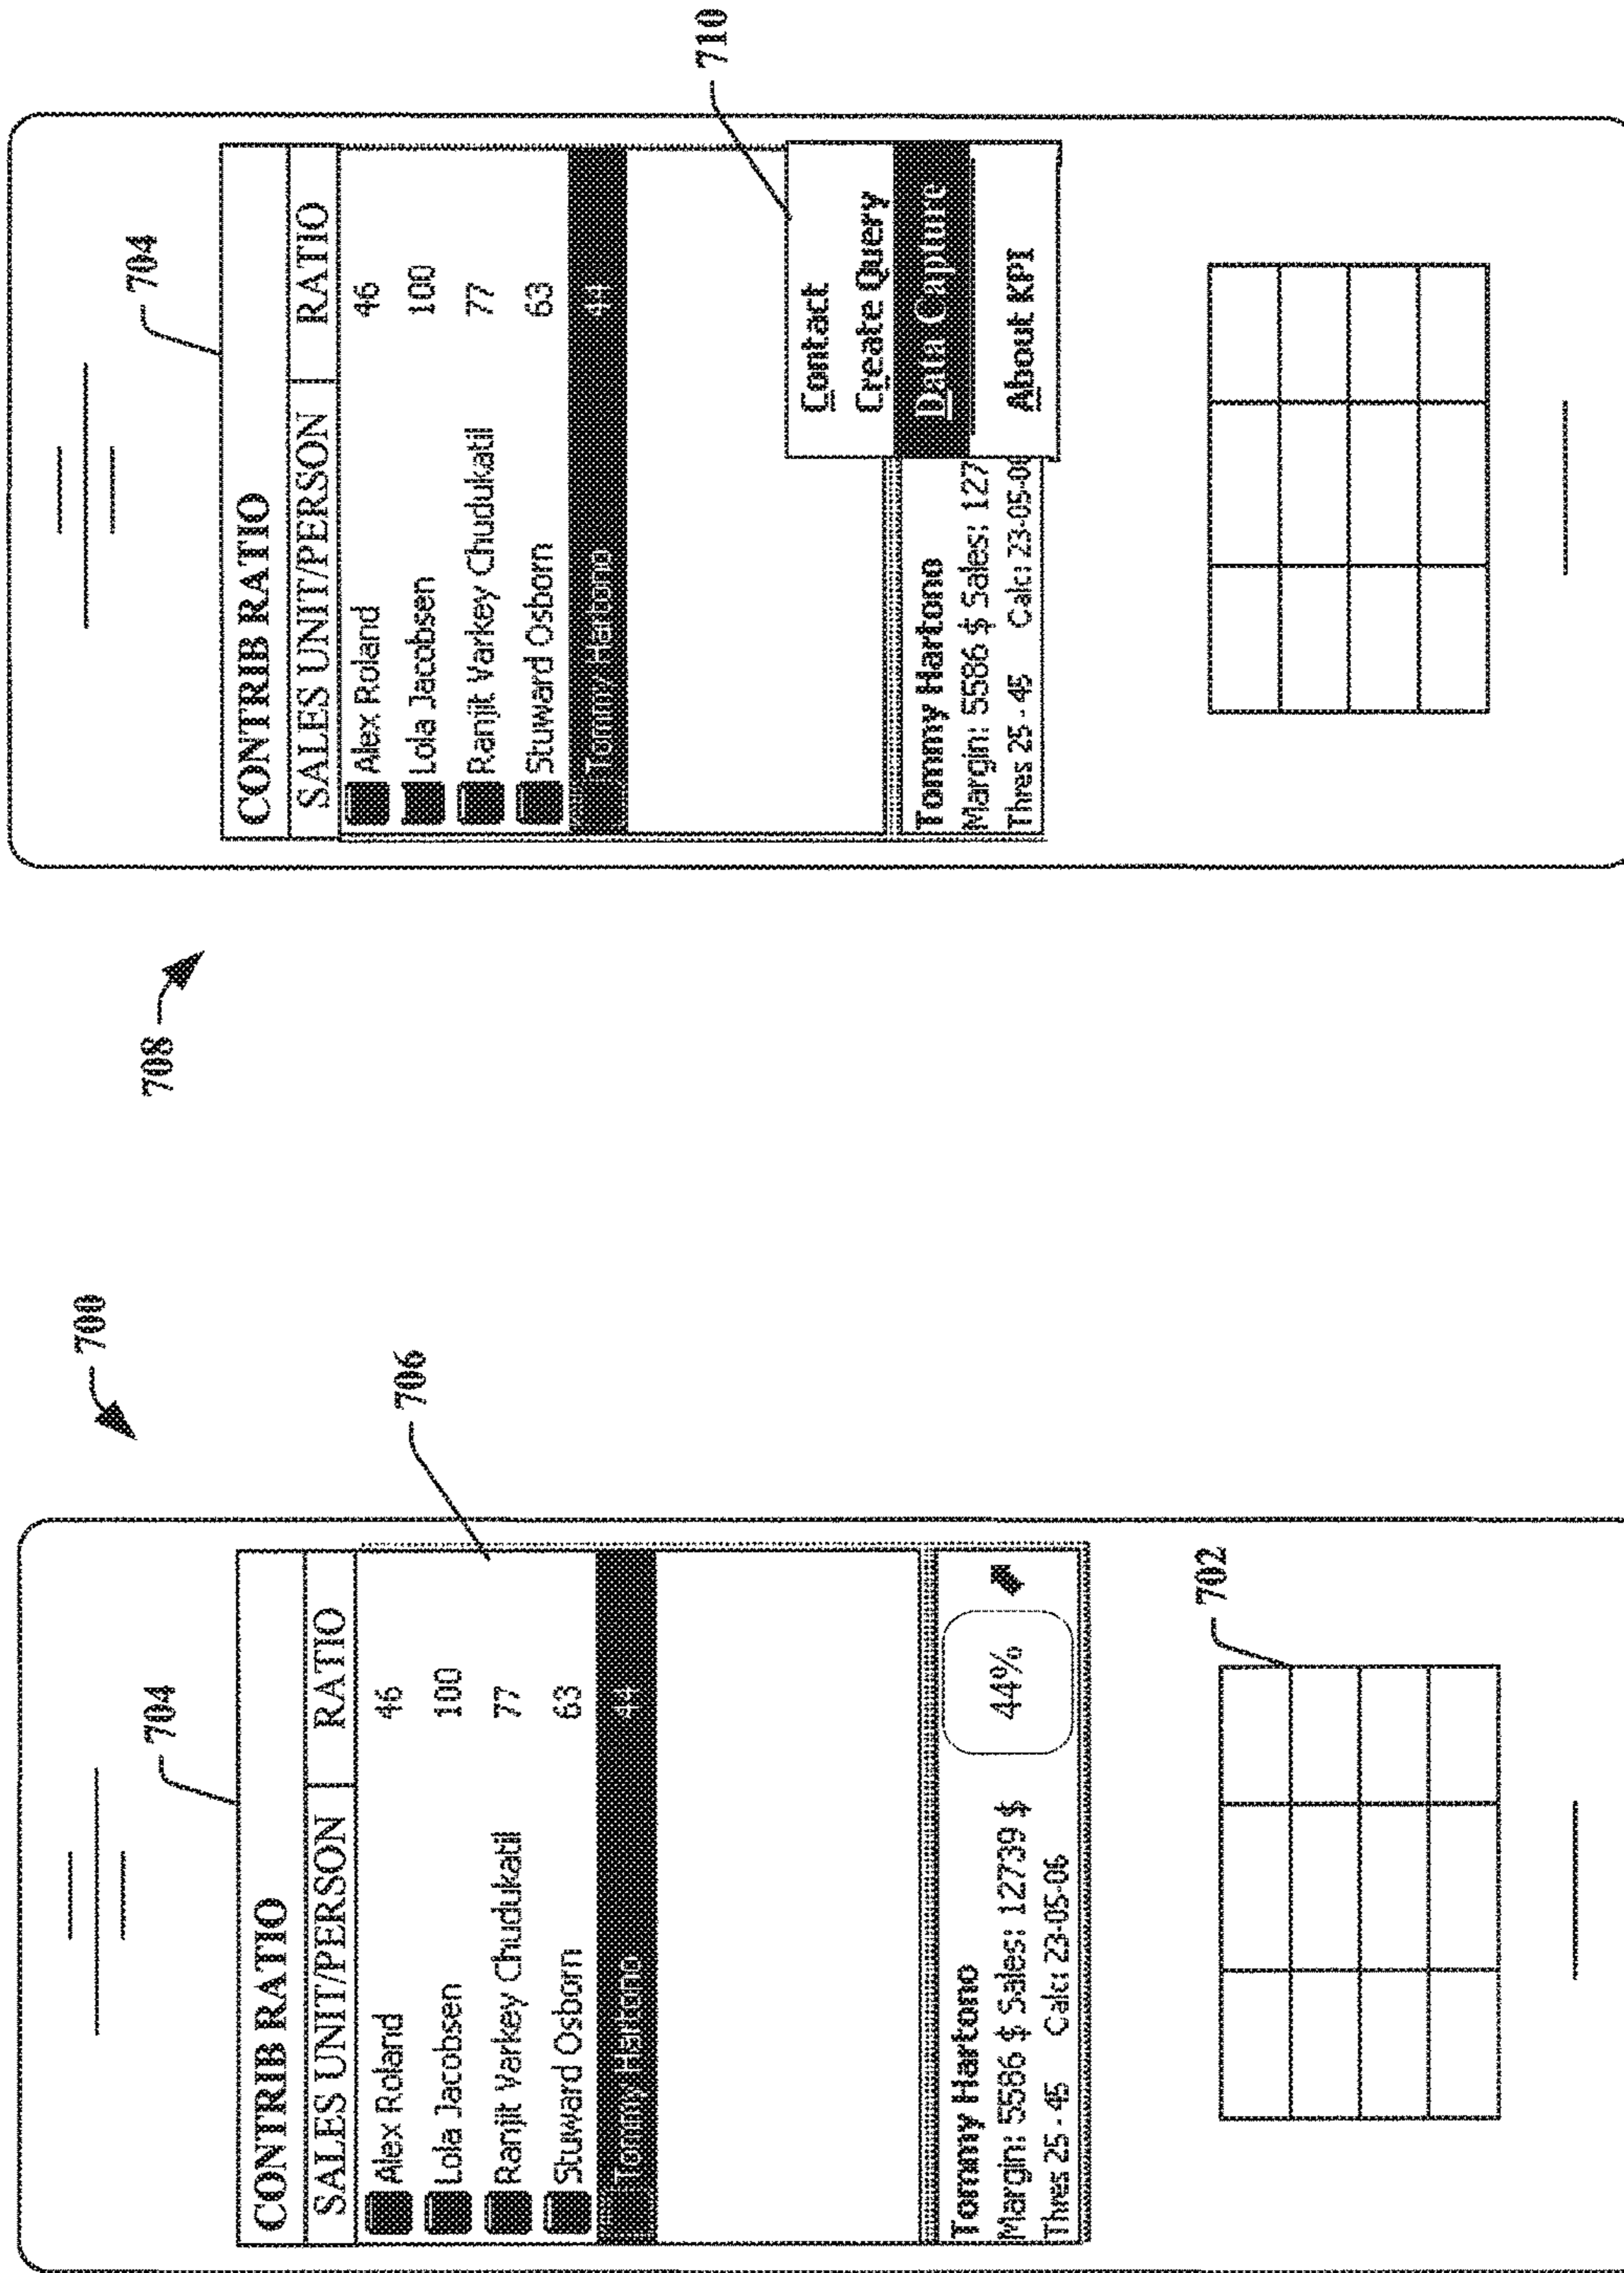 700
704
CONTRIB RATIO
SALES UNIT/PERSON | RATIO
Alex Roland 46
Lola Jacobsen 100
706
Ranjit Varkey Chudukatil 77
Stuward Osborn 63
Tommy Hartono 44
Tommy Hartono
Margin: 5586 $ Sales: 12739 $
44%
Thres 25 - 45 Calc: 23-05-06
702
708
704
CONTRIB RATIO
SALES UNIT/PERSON | RATIO
Alex Roland 46
Lola Jacobsen 100
Ranjit Varkey Chudukatil 77
Stuward Osborn 63
Tommy Hartono 44
710
Contact
Create Query
Data Capture
About KPI
Tommy Hartono
Margin: 5586 $ Sales: 127
Thres 25 - 45 Calc: 23-05-0